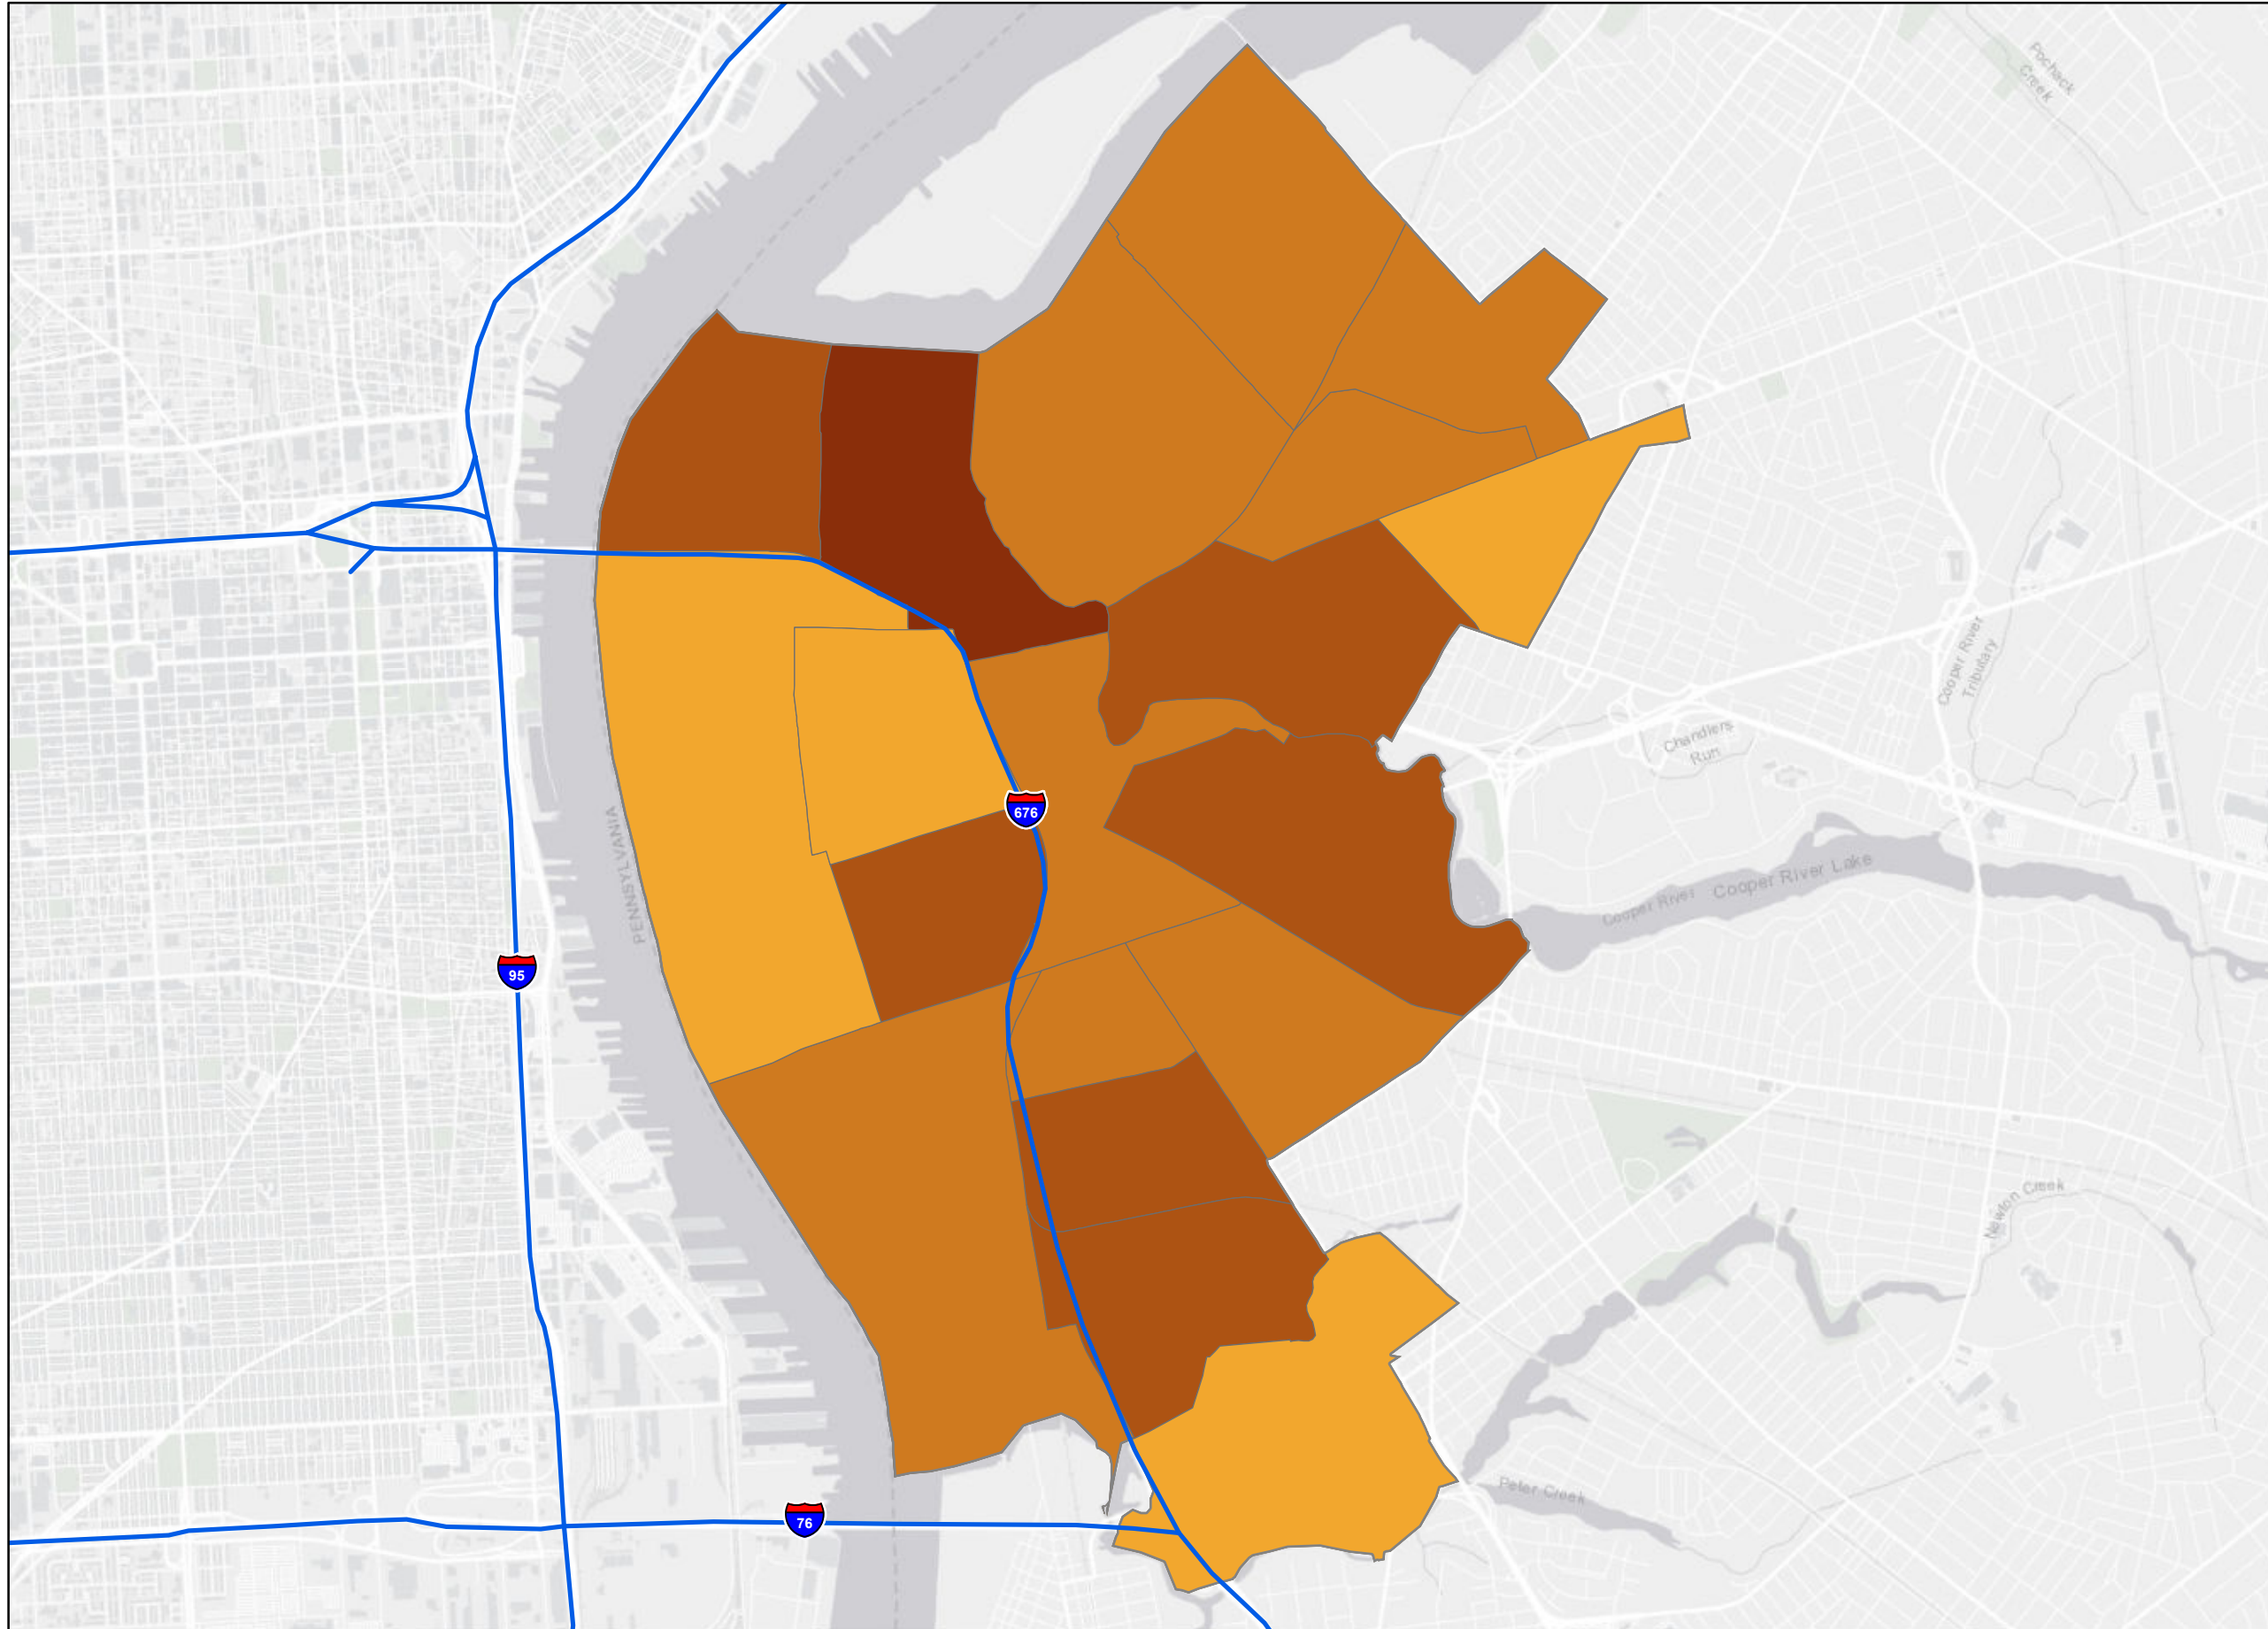 Pochack
Creek
Cooper River
Tributary
Chandlers
Run
676
PENNSYLVANIA
Cooper River
Cooper River Lake
95
Newton Creek
Peter Creek
76